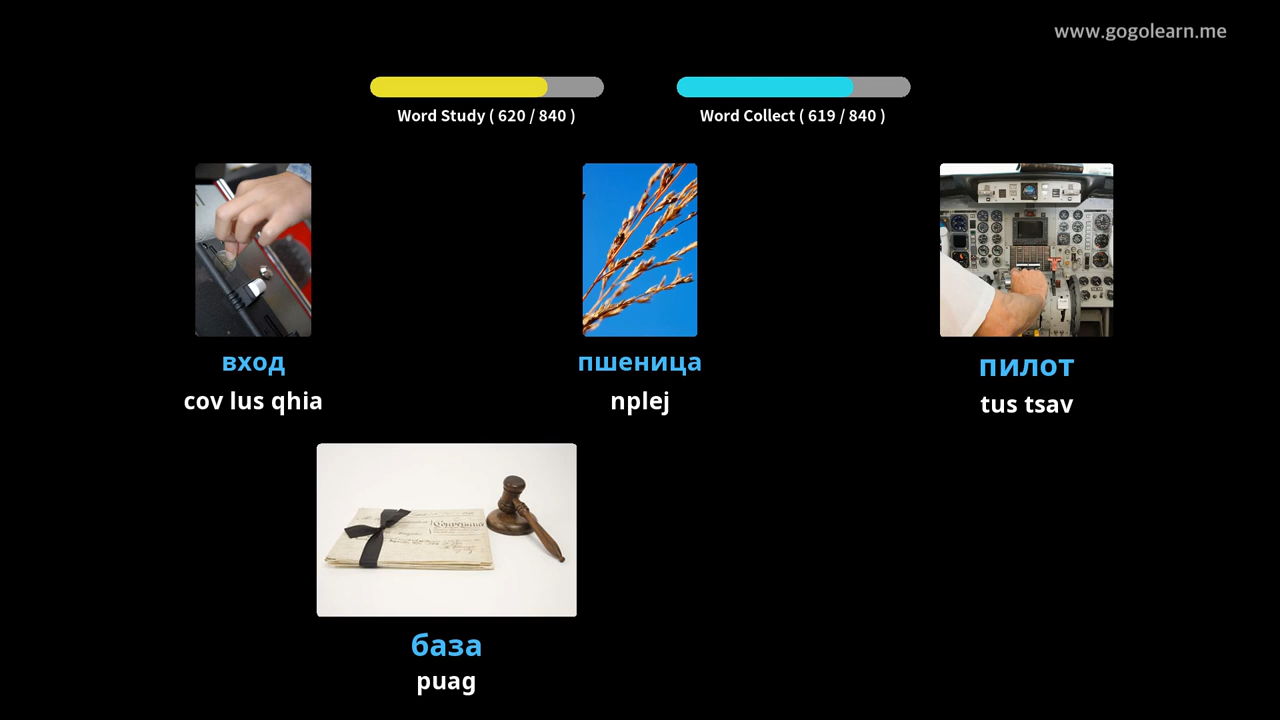 www.gogolearn.me
Word Study ( 620 / 840 )
Word Collect ( 619 / 840 )
вход
cov lus qhia
пшеница
nplej
пилот
tus tsav
база
puag